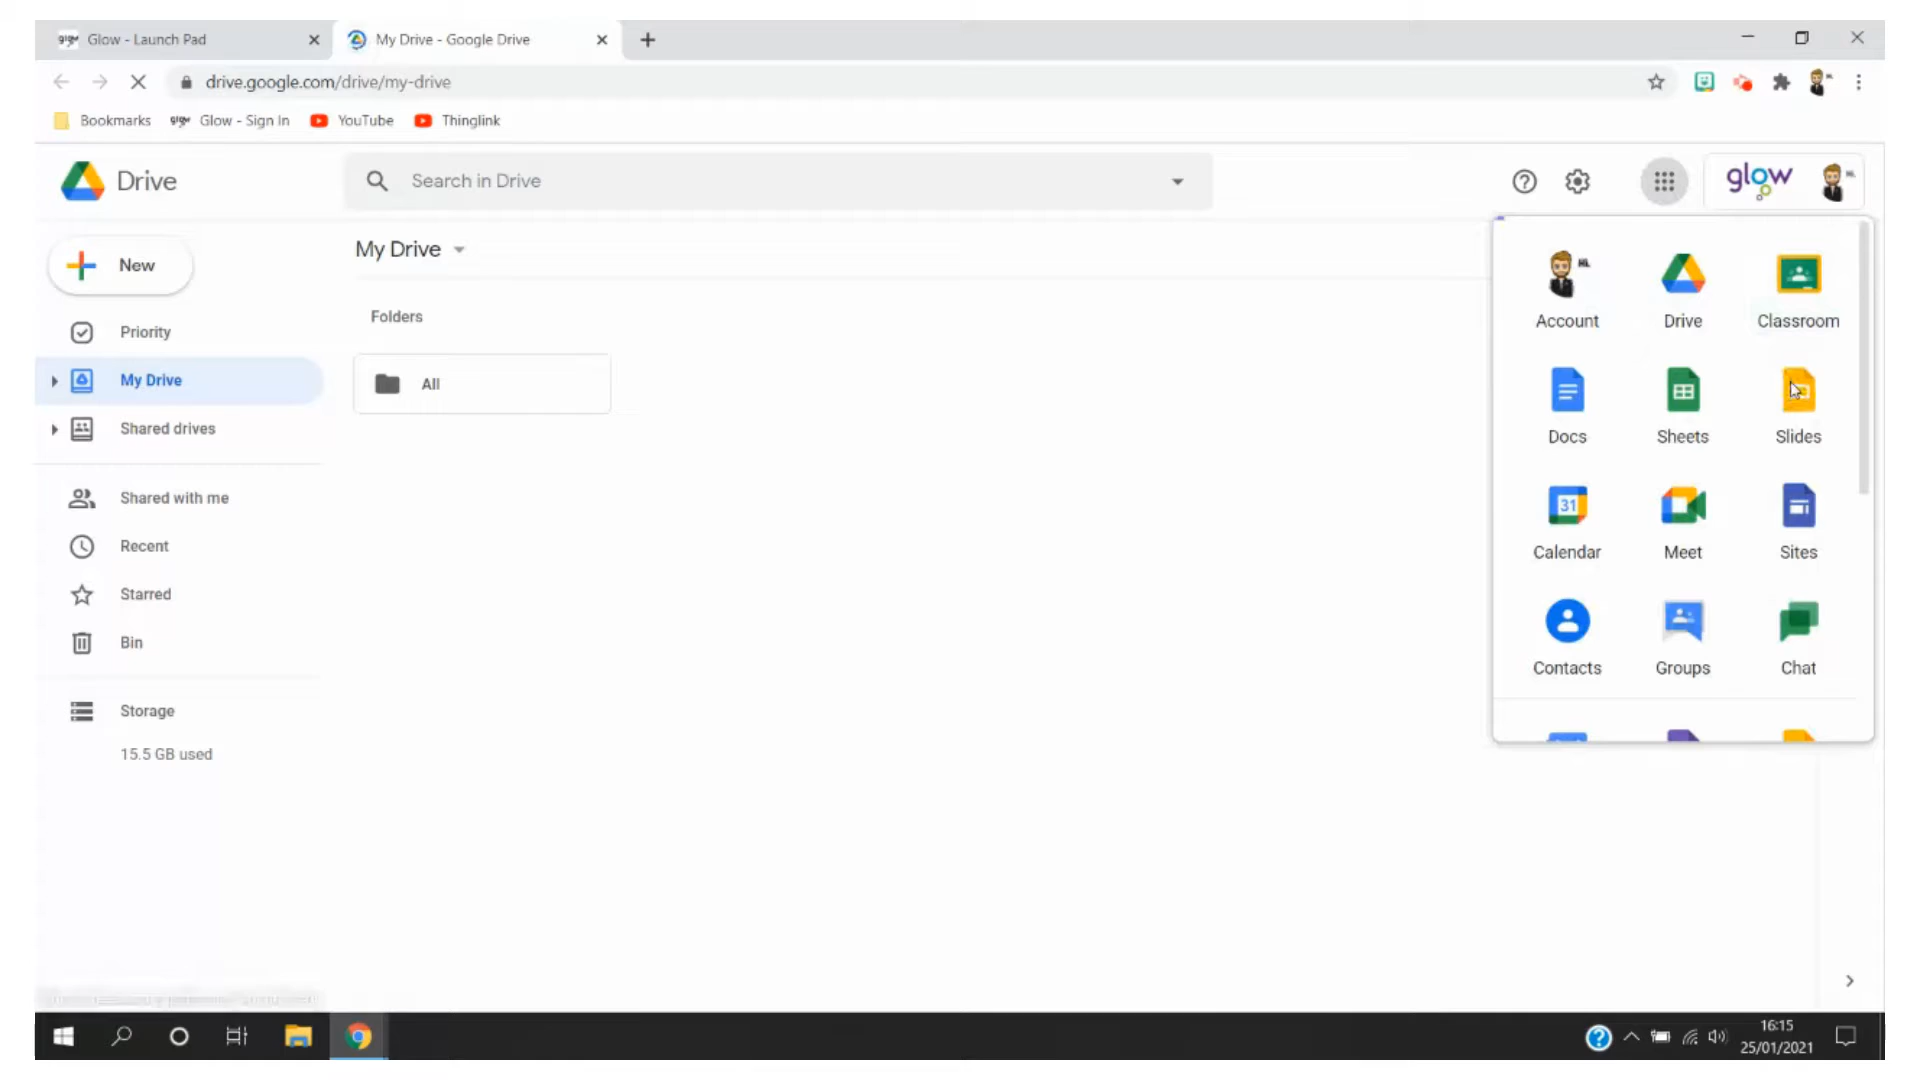 glow Glow - Launch Pad
My Drive - Google Drive
drive.google.com/drive/my-drive
Bookmarks
glow Glow - Sign In
YouTube
Thinglink
Drive
Search in Drive
glow
New
My Drive
Priority
My Drive
Shared drives
Shared with me
Recent
Starred
Bin
Storage
15.5 GB used
Folders
All
Account
Drive
Classroom
Docs
Sheets
Slides
31
Calendar
Meet
Sites
Contacts
Groups
Chat
16:15
25/01/2021